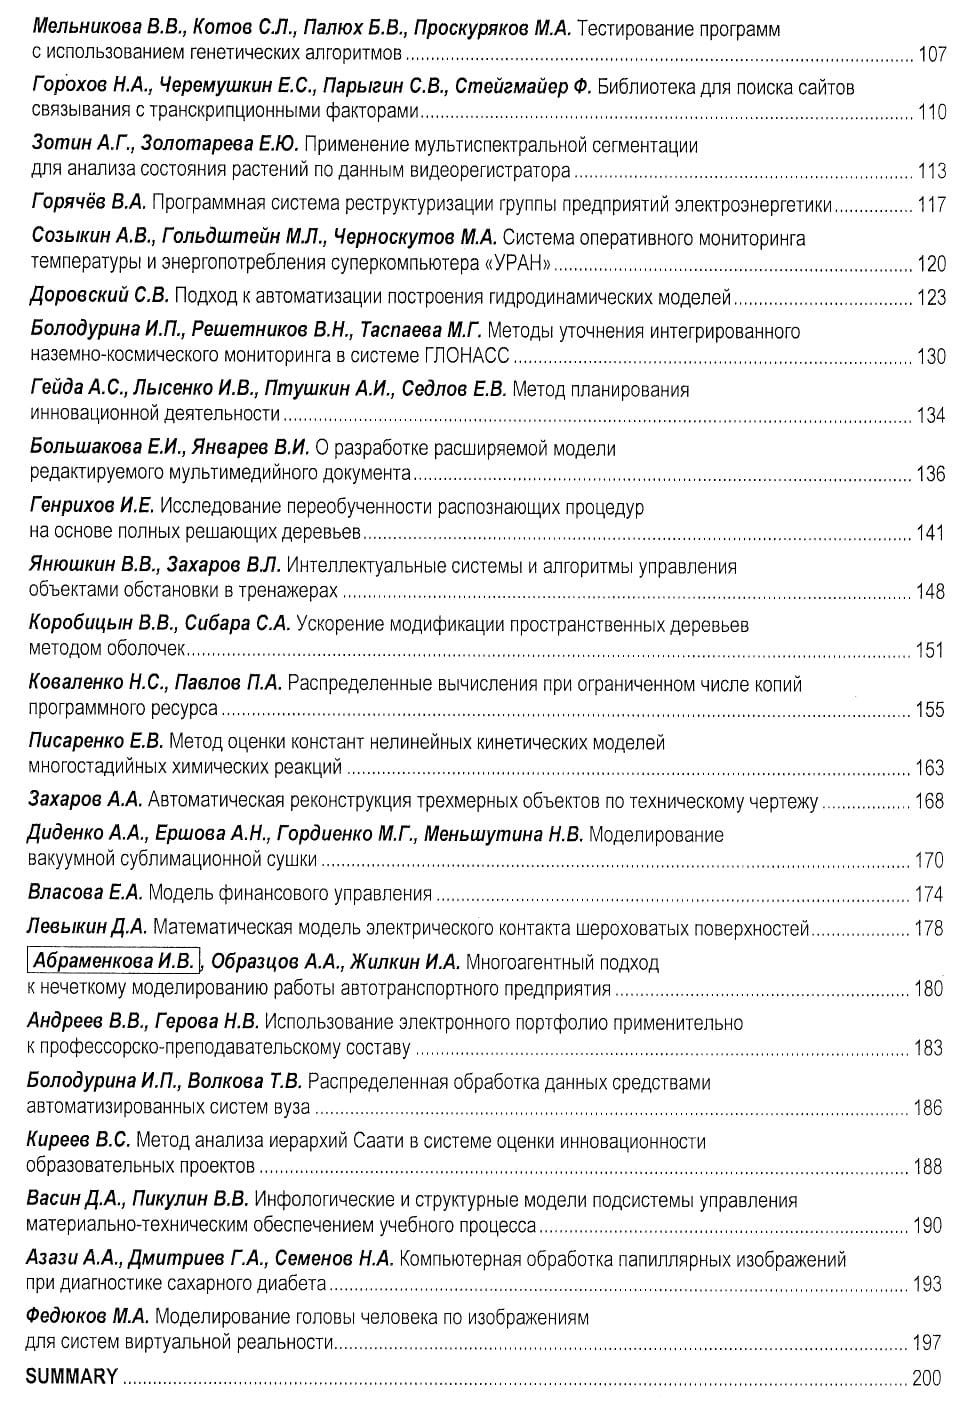 Мельникова В.В., Котов С.Л., Палюх Б.В., Проскуряков М.А. Тестирование программ
с использованием генетических алгоритмов 107
Горохов Н.А., Черемушкин Е.С., Парыгин С.В., Стейгмайер Ф. Библиотека для поиска сайтов
связывания с транскрипционными факторами 110
Зотин А.Г., Золотарева Е.Ю. Применение мультиспектральной сегментации
для анализа состояния растений по данным видеорегистратора 113
Горячёв В.А. Программная система реструктуризации группы предприятий электроэнергетики 117
Созыкин А.В., Гольдштейн М.Л., Черноскутов М.А. Система оперативного мониторинга
температуры и энергопотребления суперкомпьютера «УРАН» 120
Доровский С.В. Подход к автоматизации построения гидродинамических моделей 123
Болодурина И.П., Решетников В.Н., Таспаева М.Г. Методы уточнения интегрированного
наземно-космического мониторинга в системе ГЛОНАСС 130
Гейда А.С., Лысенко И.В., Птушкин А.И., Седлов Е.В. Метод планирования
инновационной деятельности 134
Большакова Е.И., Январев В.И. О разработке расширяемой модели
редактируемого мультимедийного документа 136
Генрихов И.Е. Исследование переобученности распознающих процедур
на основе полных решающих деревьев 141
Янюшкин В.В., Захаров В.Л. Интеллектуальные системы и алгоритмы управления
объектами обстановки в тренажерах 148
Коробицын В.В., Сибара С.А. Ускорение модификации пространственных деревьев
методом оболочек 151
Коваленко Н.С., Павлов П.А. Распределенные вычисления при ограниченном числе копий
программного ресурса 155
Писаренко Е.В. Метод оценки констант нелинейных кинетических моделей
многостадийных химических реакций 163
Захаров А.А. Автоматическая реконструкция трехмерных объектов по техническому чертежу 168
Диденко А.А., Ершова А.Н., Гордиенко М.Г., Меньшутина Н.В. Моделирование
вакуумной сублимационной сушки 170
Власова Е.А. Модель финансового управления 174
Левыкин Д.А. Математическая модель электрического контакта шероховатых поверхностей 178
Абраменкова И.В., Образцов А.А., Жилкин И.А. Многоагентный подход
к нечеткому моделированию работы автотранспортного предприятия 180
Андреев В.В., Герова Н.В. Использование электронного портфолио применительно
к профессорско-преподавательскому составу 183
Болодурина И.П., Волкова Т.В. Распределенная обработка данных средствами
автоматизированных систем вуза 186
Киреев В.С. Метод анализа иерархий Саати в системе оценки инновационности
образовательных проектов 188
Васин Д.А., Пикулин В.В. Инфологические и структурные модели подсистемы управления
материально-техническим обеспечением учебного процесса 190
Азази А.А., Дмитриев Г.А., Семенов Н.А. Компьютерная обработка папиллярных изображений
при диагностике сахарного диабета 193
Федюков М.А. Моделирование головы человека по изображениям
для систем виртуальной реальности 197
SUMMARY 200